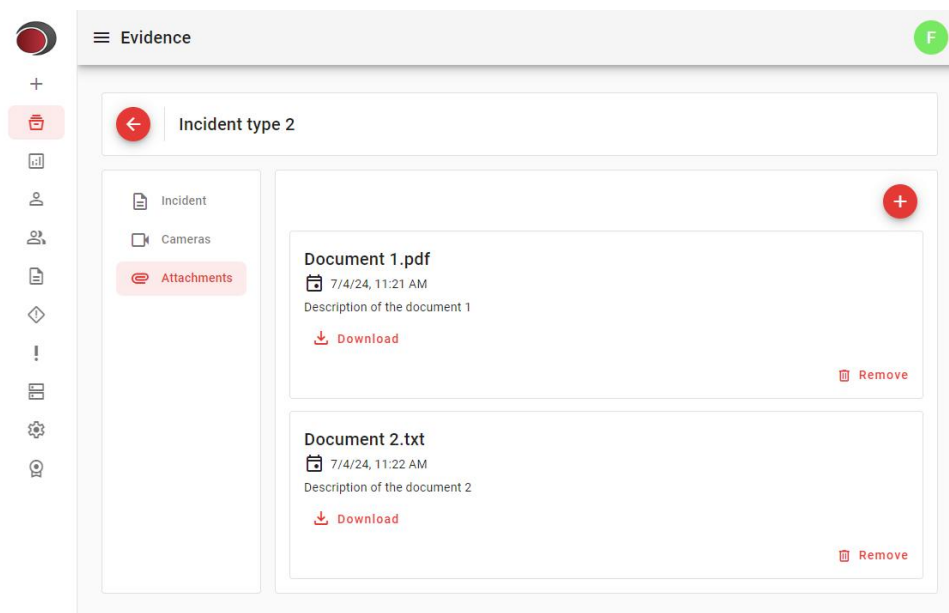 Evidence
F
Incident type 2
Incident
Cameras
Attachments
Document 1.pdf
7/4/24, 11:21 AM
Description of the document 1
Download
Remove
Document 2.txt
7/4/24, 11:22 AM
Description of the document 2
Download
Remove